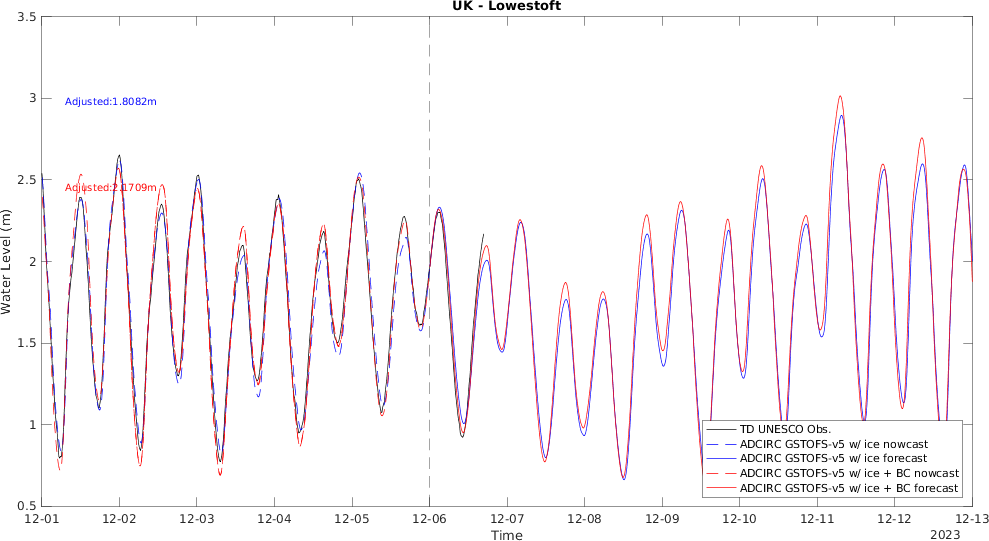 UK - Lowestoft
3.5
3
2.5
2
1.5
1
0.5
Water Level (m)
Adjusted:1.8082m
Adjusted:2.1709m
TD UNESCO Obs.
ADCIRC GSTOFS-v5 w/ ice nowcast
ADCIRC GSTOFS-v5 w/ ice forecast
ADCIRC GSTOFS-v5 w/ ice + BC nowcast
ADCIRC GSTOFS-v5 w/ ice + BC forecast
12-01 12-02 12-03 12-04 12-05 12-06 12-07 12-08 12-09 12-10 12-11 12-12 12-13
Time
2023